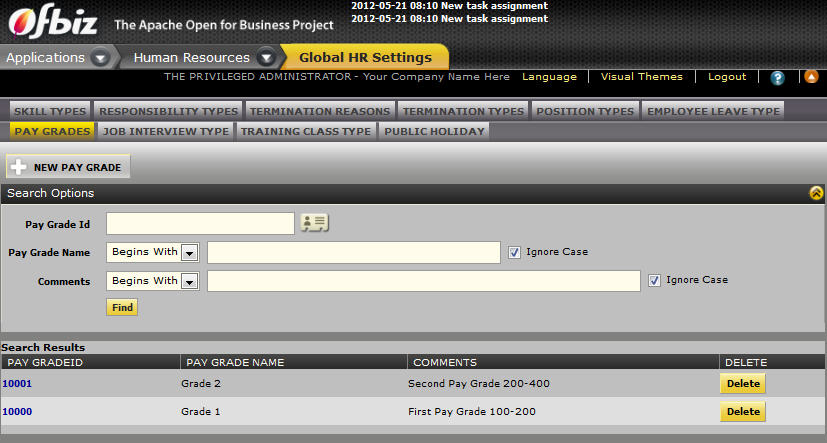 2012-05-21 08:10 New task assignment
2012-05-21 08:10 New task assignment
Ofbiz The Apache Open for Business Project
Applications Human Resources Global HR Settings
THE PRIVILEGED ADMINISTRATOR - Your Company Name Here Language Visual Themes Logout ?
SKILL TYPES RESPONSIBILITY TYPES TERMINATION REASONS TERMINATION TYPES POSITION TYPES EMPLOYEE LEAVE TYPE
PAY GRADES JOB INTERVIEW TYPE TRAINING CLASS TYPE PUBLIC HOLIDAY
NEW PAY GRADE
Search Options
Pay Grade Id
Pay Grade Name Begins With Ignore Case
Comments Begins With Ignore Case
Find
Search Results
PAY GRADEID PAY GRADE NAME COMMENTS DELETE
10001 Grade 2 Second Pay Grade 200-400 Delete
10000 Grade 1 First Pay Grade 100-200 Delete